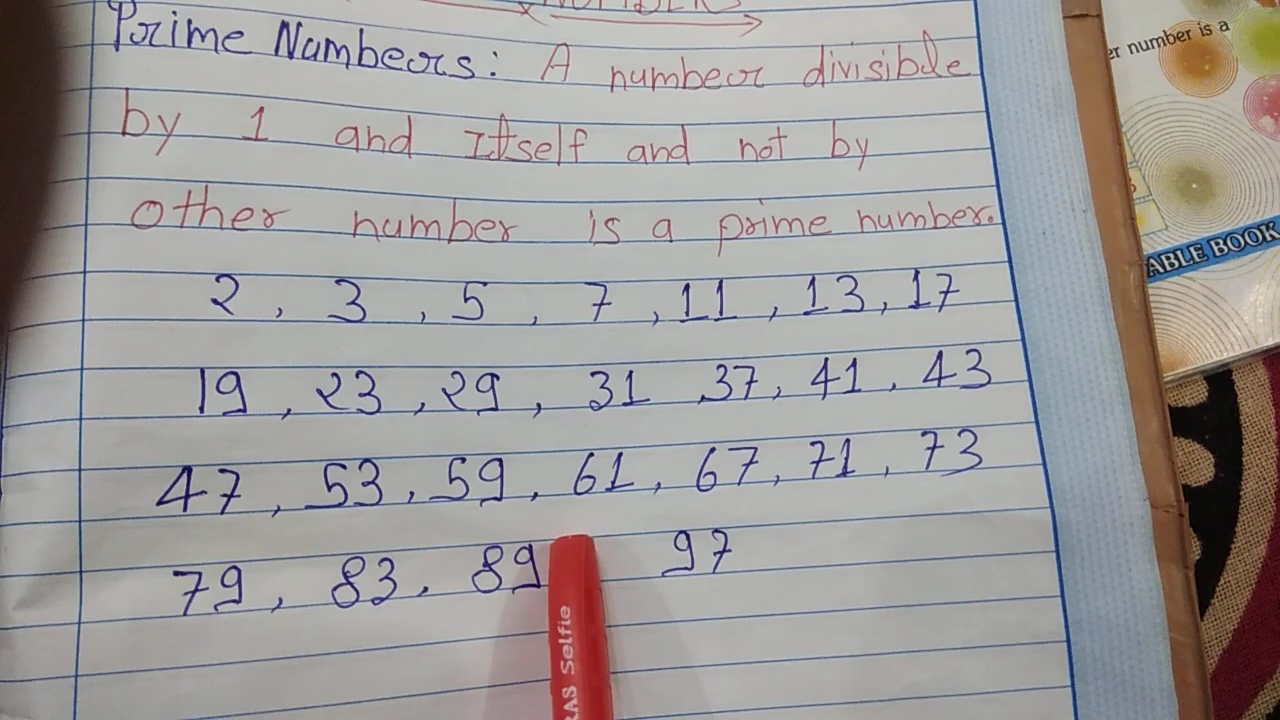 Prime Numbers: A number divisible
by 1 and Itself and not by
other number is a prime number.
2, 3, 5, 7, 11, 13, 17
19, 23, 29, 31 37, 41, 43
47, 53, 59, 61, 67, 71, 73
79, 83, 89 97
Selfie
er number is a
ABLE BOOK